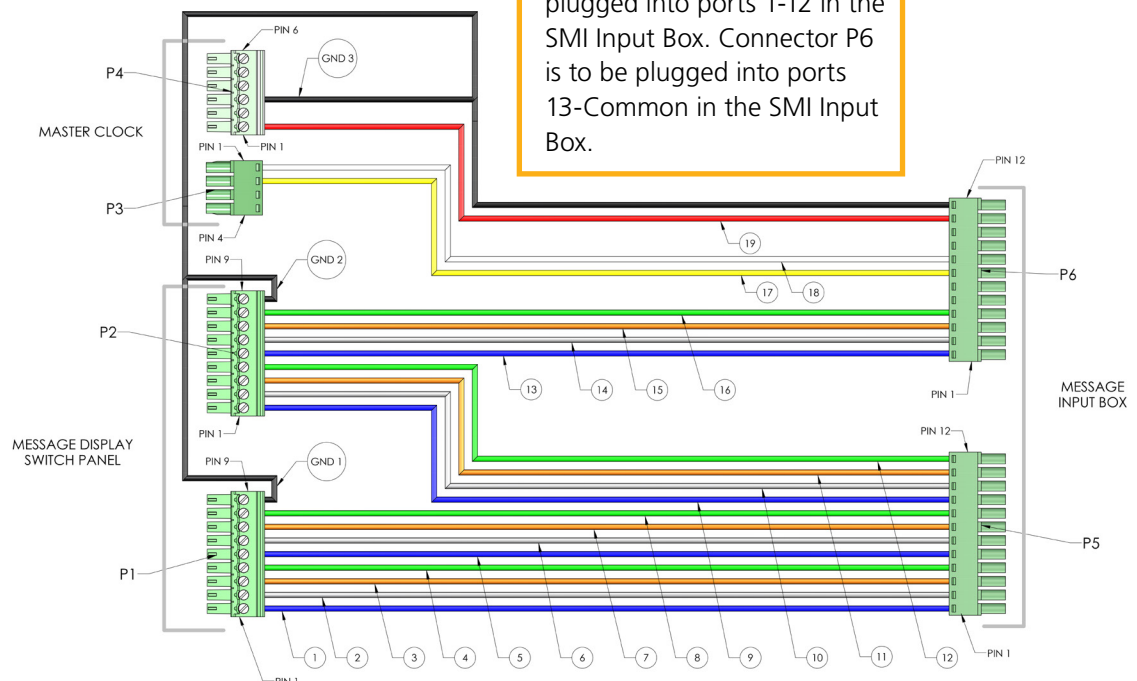 plugged into ports 1-12 in the
SMI Input Box. Connector P6
is to be plugged into ports
13-Common in the SMI Input
Box.
PIN 6
GND 3
P4
MASTER CLOCK
PIN 1
PIN 1
P3
PIN 4
PIN 12
19
P6
18
17
PIN 9
GND 2
P2
16
15
14
13
PIN 1
PIN 1
MESSAGE
INPUT BOX
MESSAGE DISPLAY
SWITCH PANEL
PIN 12
PIN 9
GND 1
P5
P1
1
2
3
4
5
6
7
8
9
10
11
12
PIN 1
PIN 1